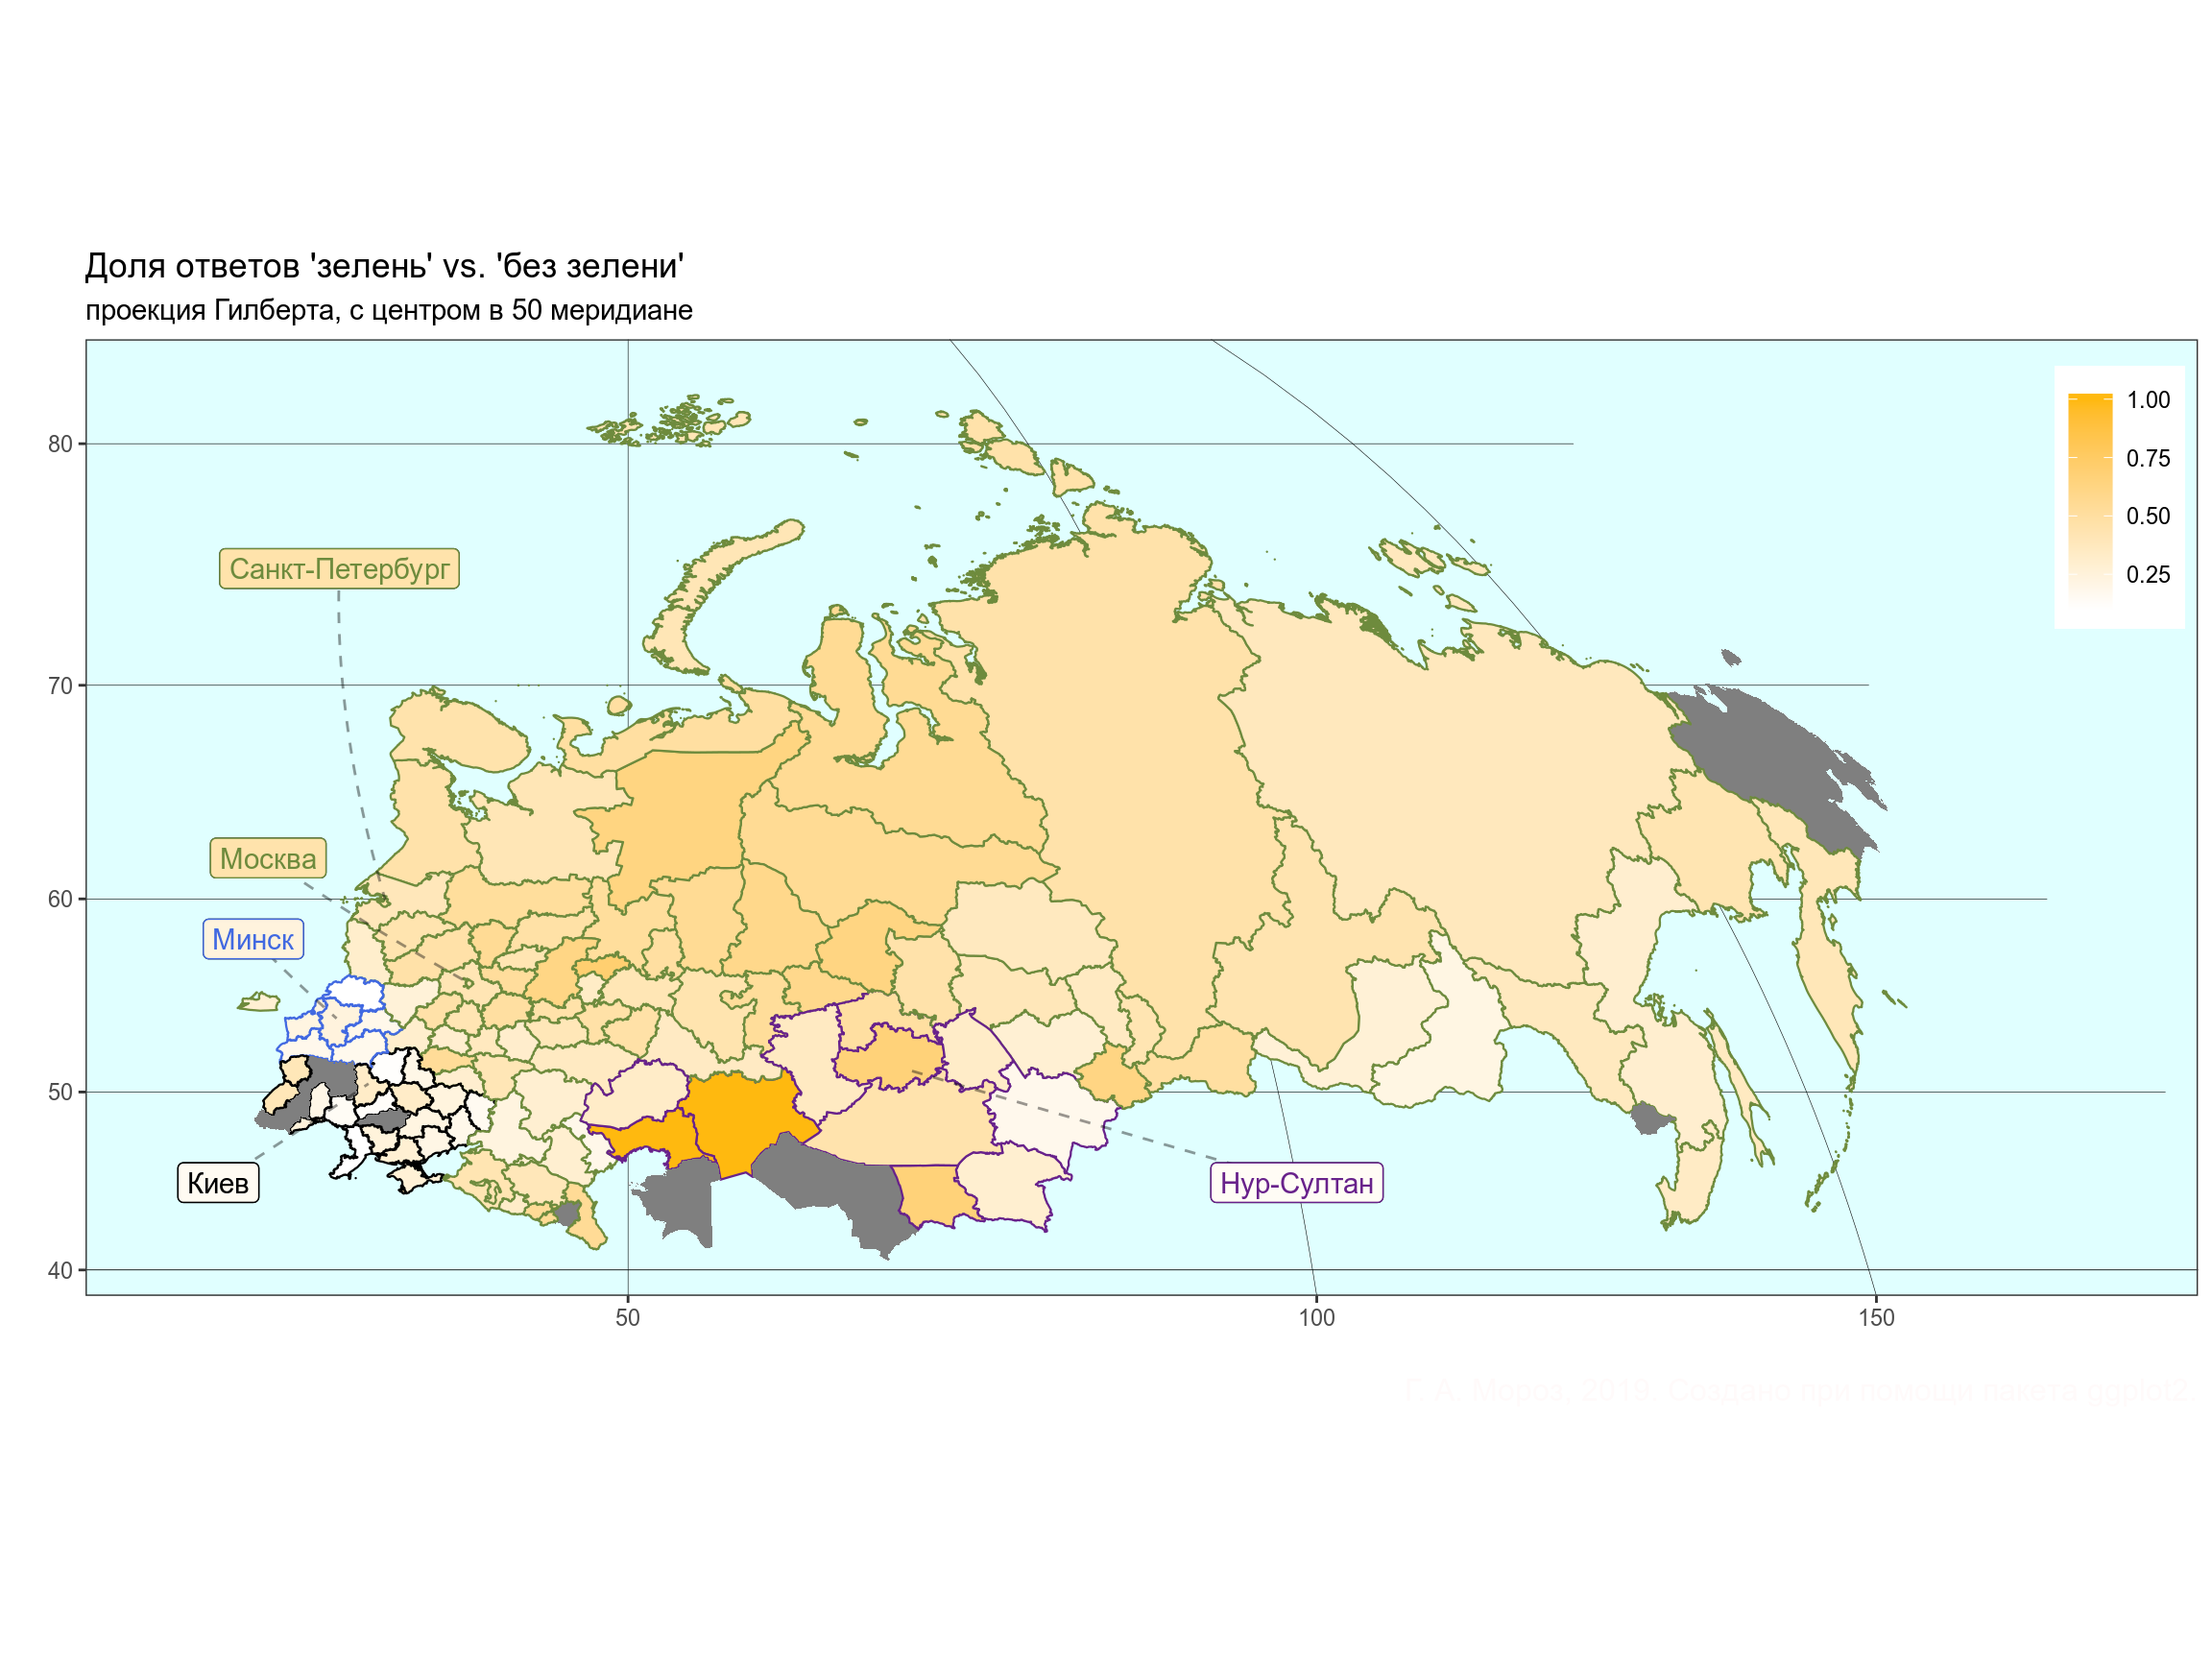 Доля ответов 'зелень' vs. 'без зелени'
проекция Гилберта, с центром в 50 меридиане
1.00
0.75
0.50
0.25
80
70
60
50
40
Санкт-Петербург
Москва
Минск
Киев
Нур-Султан
50
100
150
Г. А. Мороз, 2019. Создано при помощи пакета ggplot2.